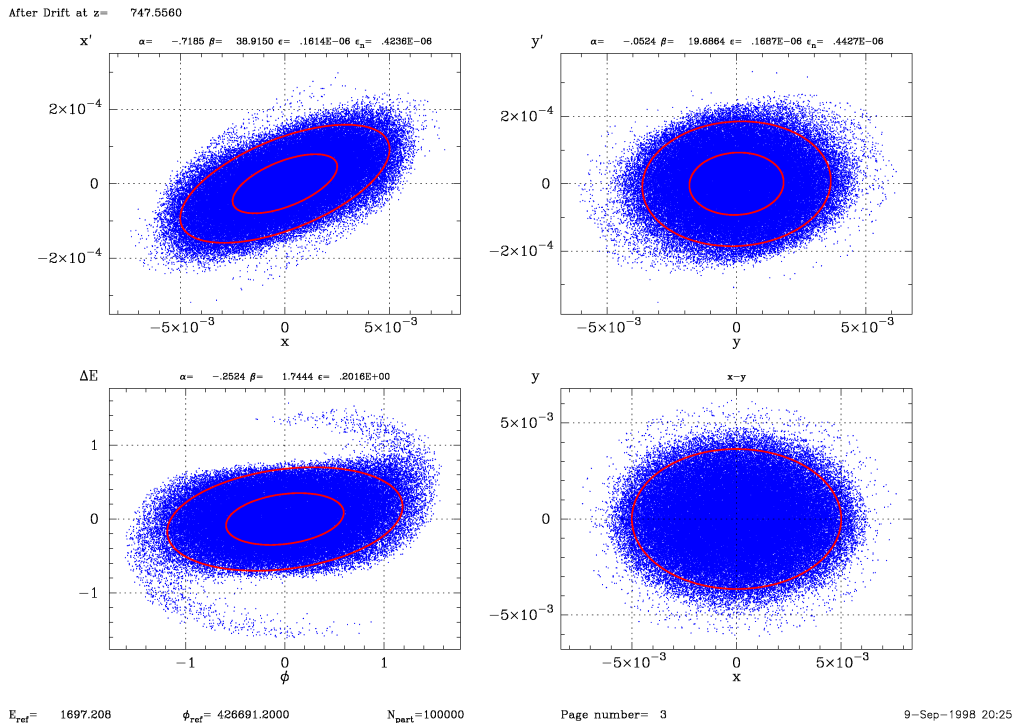 After Drift at z= 747.5560
x′ α= -.7185 β= 38.9150 ϵ= .1614E-06 ϵn= .4236E-06
2×10⁻⁴
0
-2×10⁻⁴
-5×10⁻³ 0 5×10⁻³
x
y′ α= -.0524 β= 19.6864 ϵ= .1687E-06 ϵn= .4427E-06
2×10⁻⁴
0
-2×10⁻⁴
-5×10⁻³ 0 5×10⁻³
y
ΔE α= -.2524 β= 1.7444 ϵ= .2016E+00
1
0
-1
-1 0 1
ϕ
y x-y
5×10⁻³
0
-5×10⁻³
-5×10⁻³ 0 5×10⁻³
x
Eref= 1697.208 ϕref= 426691.2000 Npart=100000 Page number= 3 9-Sep-1998 20:25